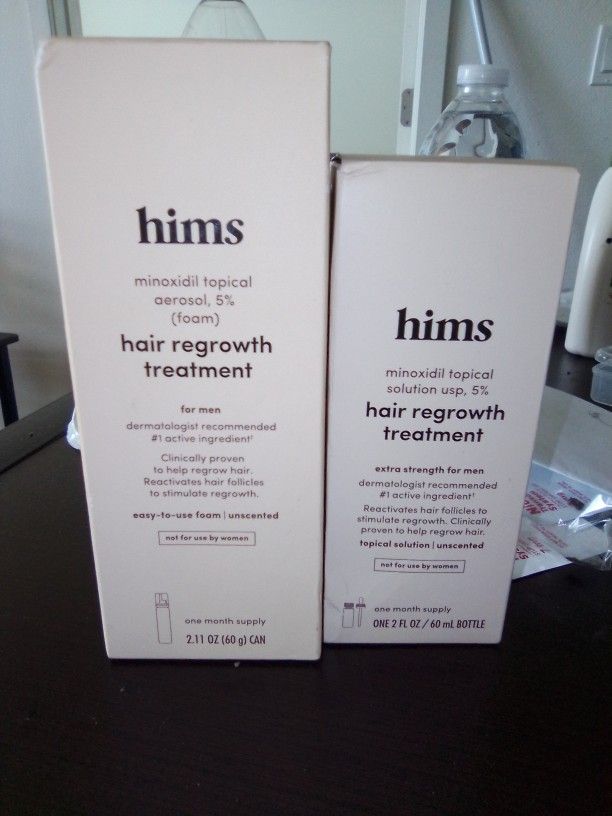 hims
minoxidil topical
aerosol, 5%
(foam)
hair regrowth
treatment
for men
dermatologist recommended
#1 active ingredient†
Clinically proven
to help regrow hair.
Reactivates hair follicles
to stimulate regrowth.
easy-to-use foam | unscented
not for use by women
one month supply
2.11 OZ (60 g) CAN
hims
minoxidil topical
solution usp, 5%
hair regrowth
treatment
extra strength for men
dermatologist recommended
#1 active ingredient†
Reactivates hair follicles to
stimulate regrowth. Clinically
proven to help regrow hair.
topical solution | unscented
not for use by women
one month supply
ONE 2 FL OZ / 60 mL BOTTLE